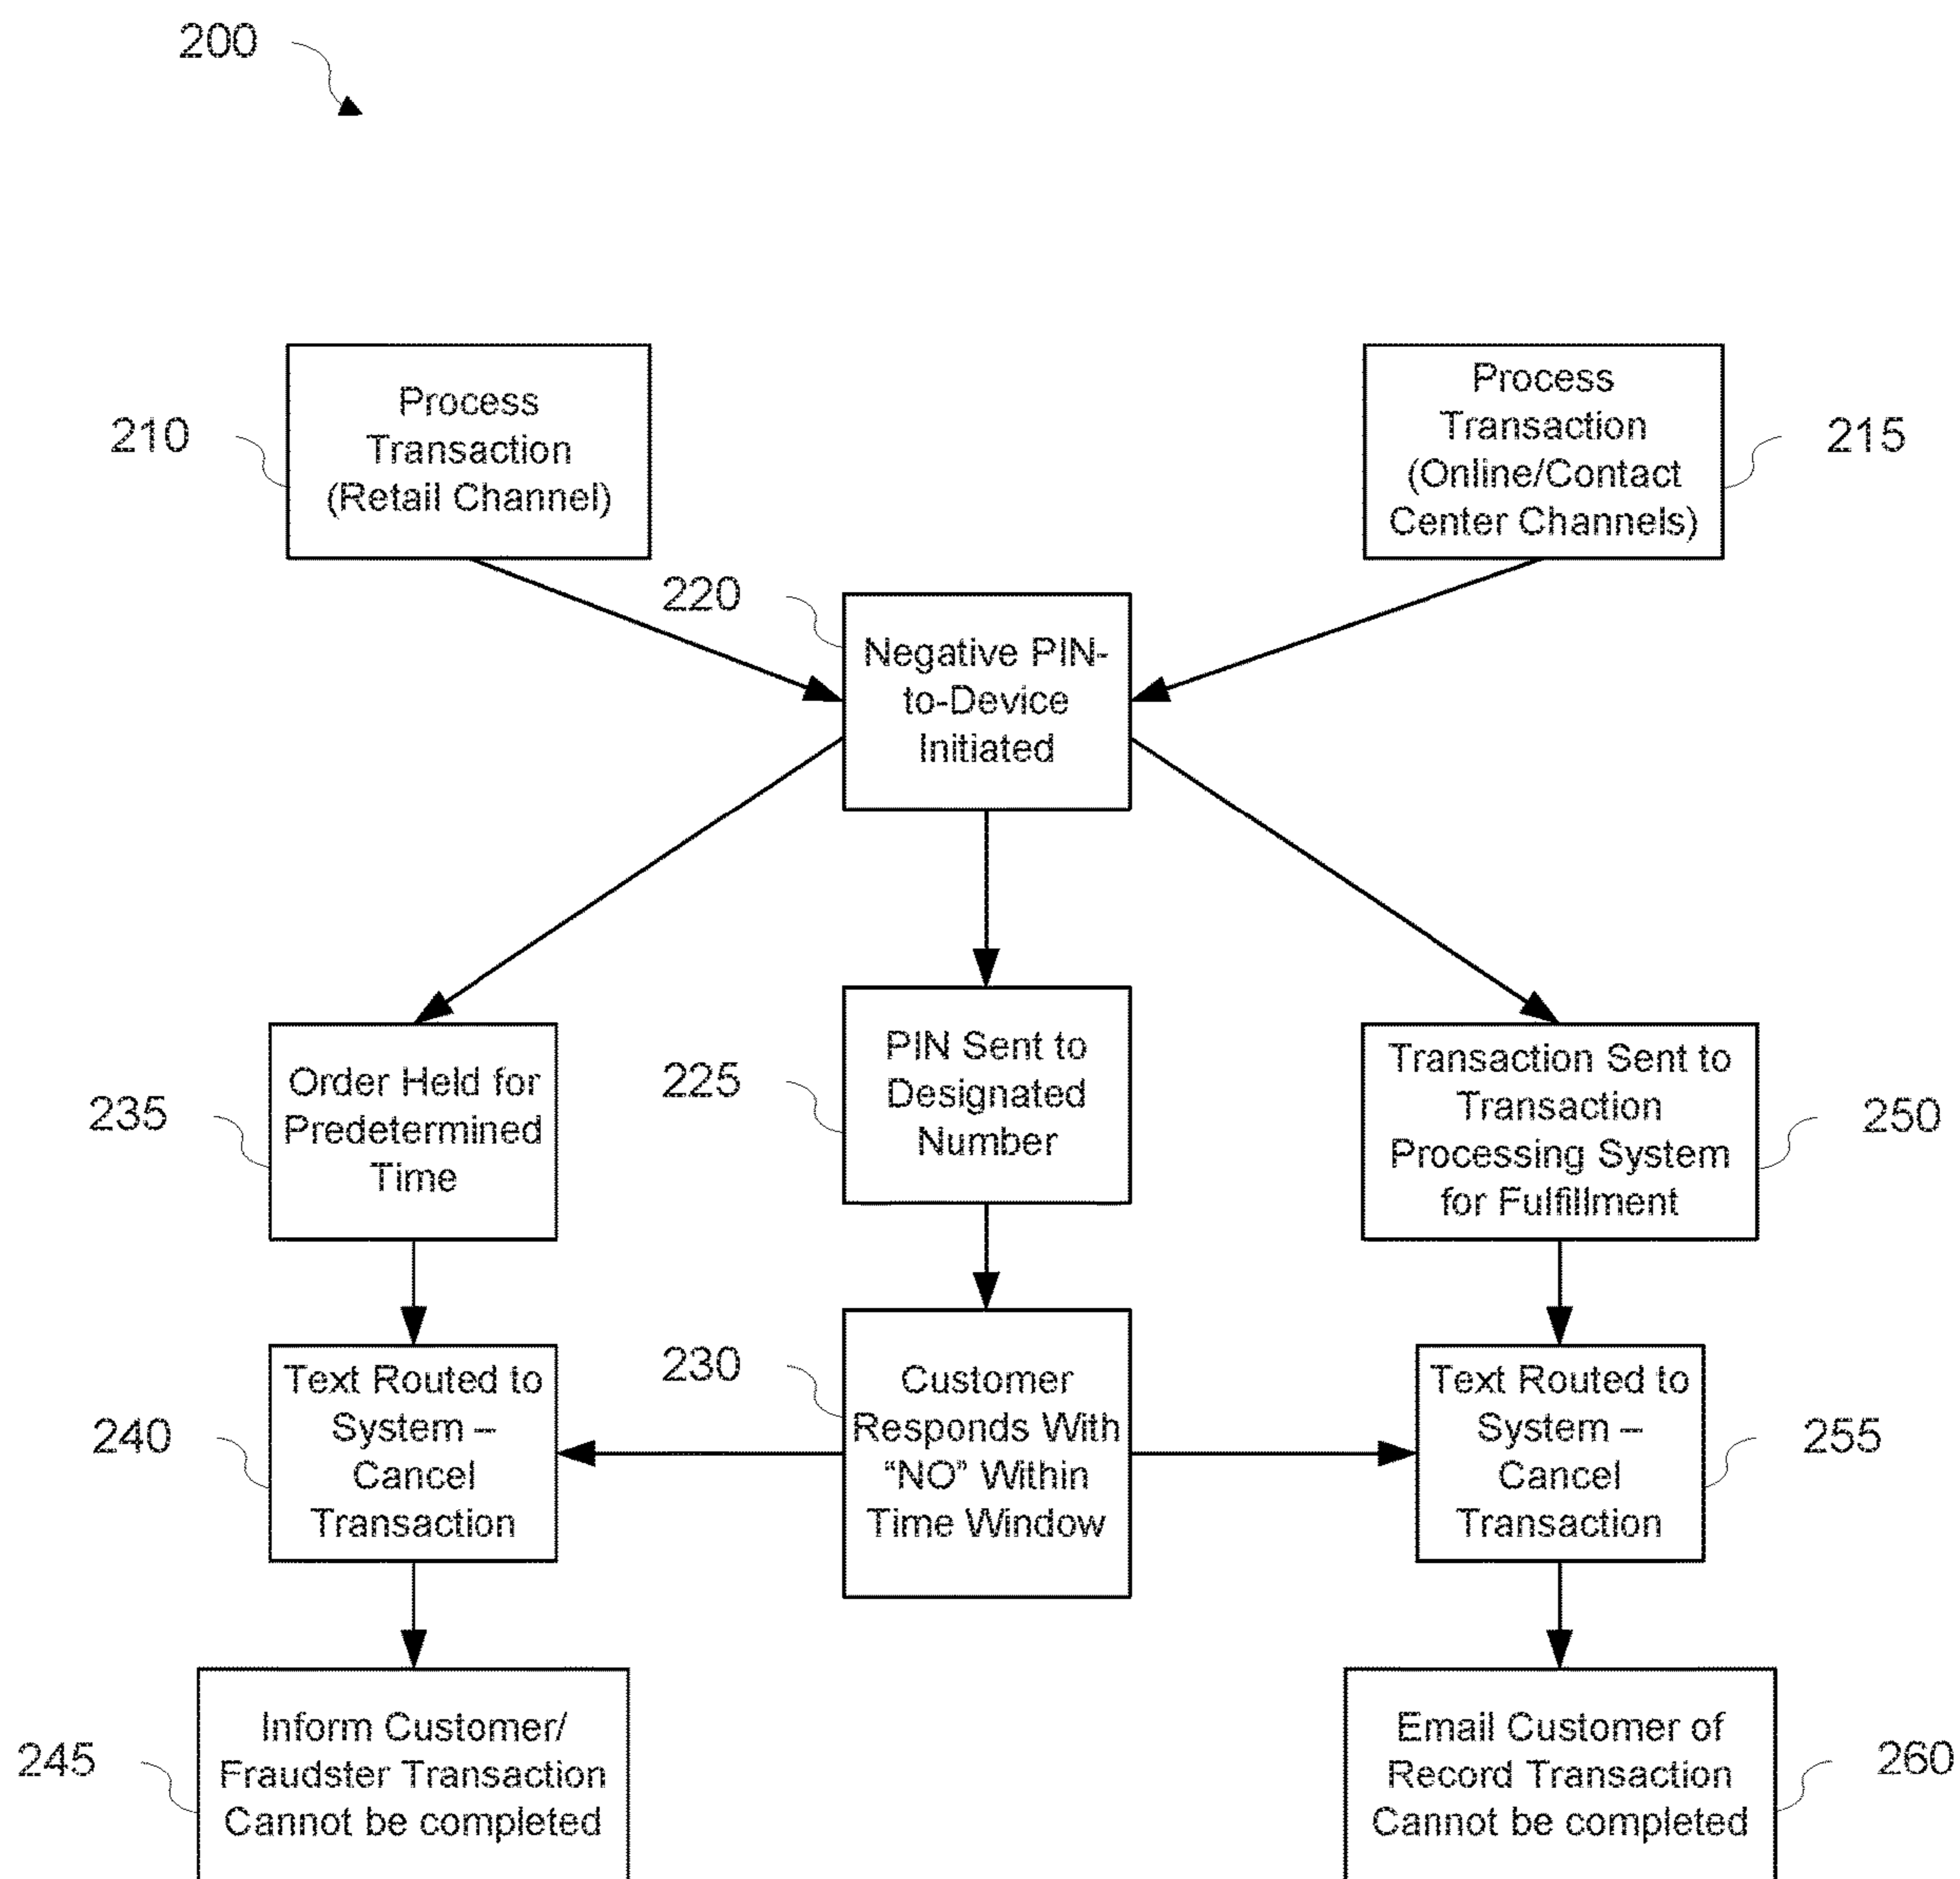 200
210
Process
Transaction
(Retail Channel)
Process
Transaction
(Online/Contact
Center Channels)
215
220
Negative PIN-
to-Device
Initiated
235
Order Held for
Predetermined
Time
225
PIN Sent to
Designated
Number
Transaction Sent to
Transaction
Processing System
for Fulfillment
250
240
Text Routed to
System –
Cancel
Transaction
230
Customer
Responds With
“NO” Within
Time Window
Text Routed to
System –
Cancel
Transaction
255
245
Inform Customer/
Fraudster Transaction
Cannot be completed
Email Customer of
Record Transaction
Cannot be completed
260